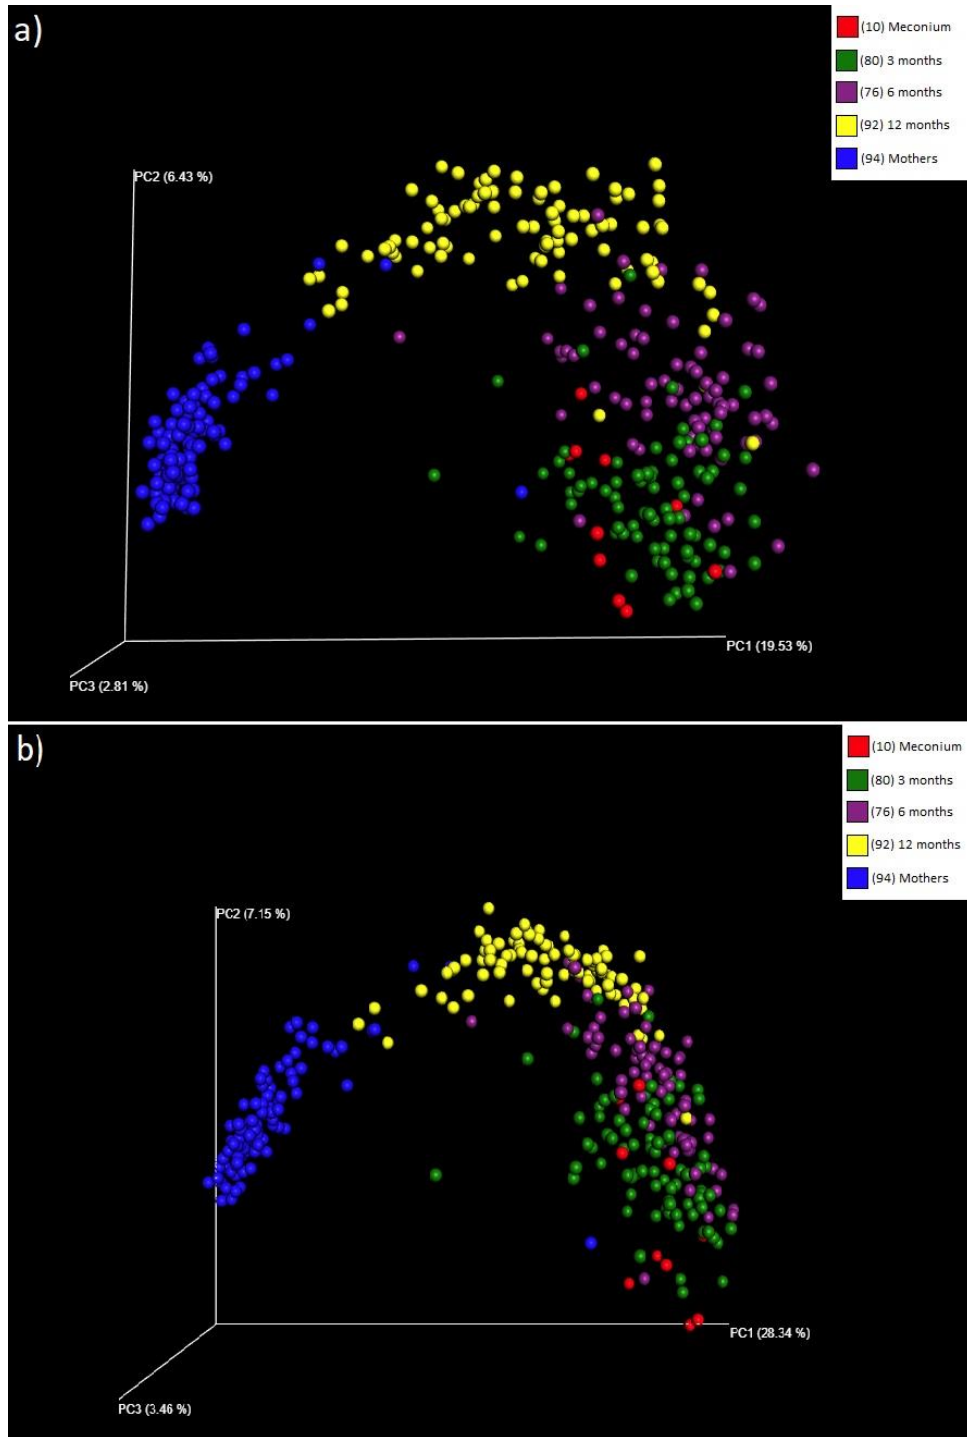 a)
(10) Meconium
(80) 3 months
(76) 6 months
(92) 12 months
(94) Mothers
PC2 (6.43 %)
PC1 (19.53 %)
PC3 (2.81 %)
b)
(10) Meconium
(80) 3 months
(76) 6 months
(92) 12 months
(94) Mothers
PC2 (7.15 %)
PC1 (28.34 %)
PC3 (3.46 %)